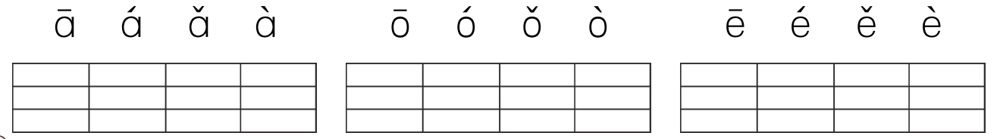 ā á ǎ à ō ó ǒ ò ē é ě è